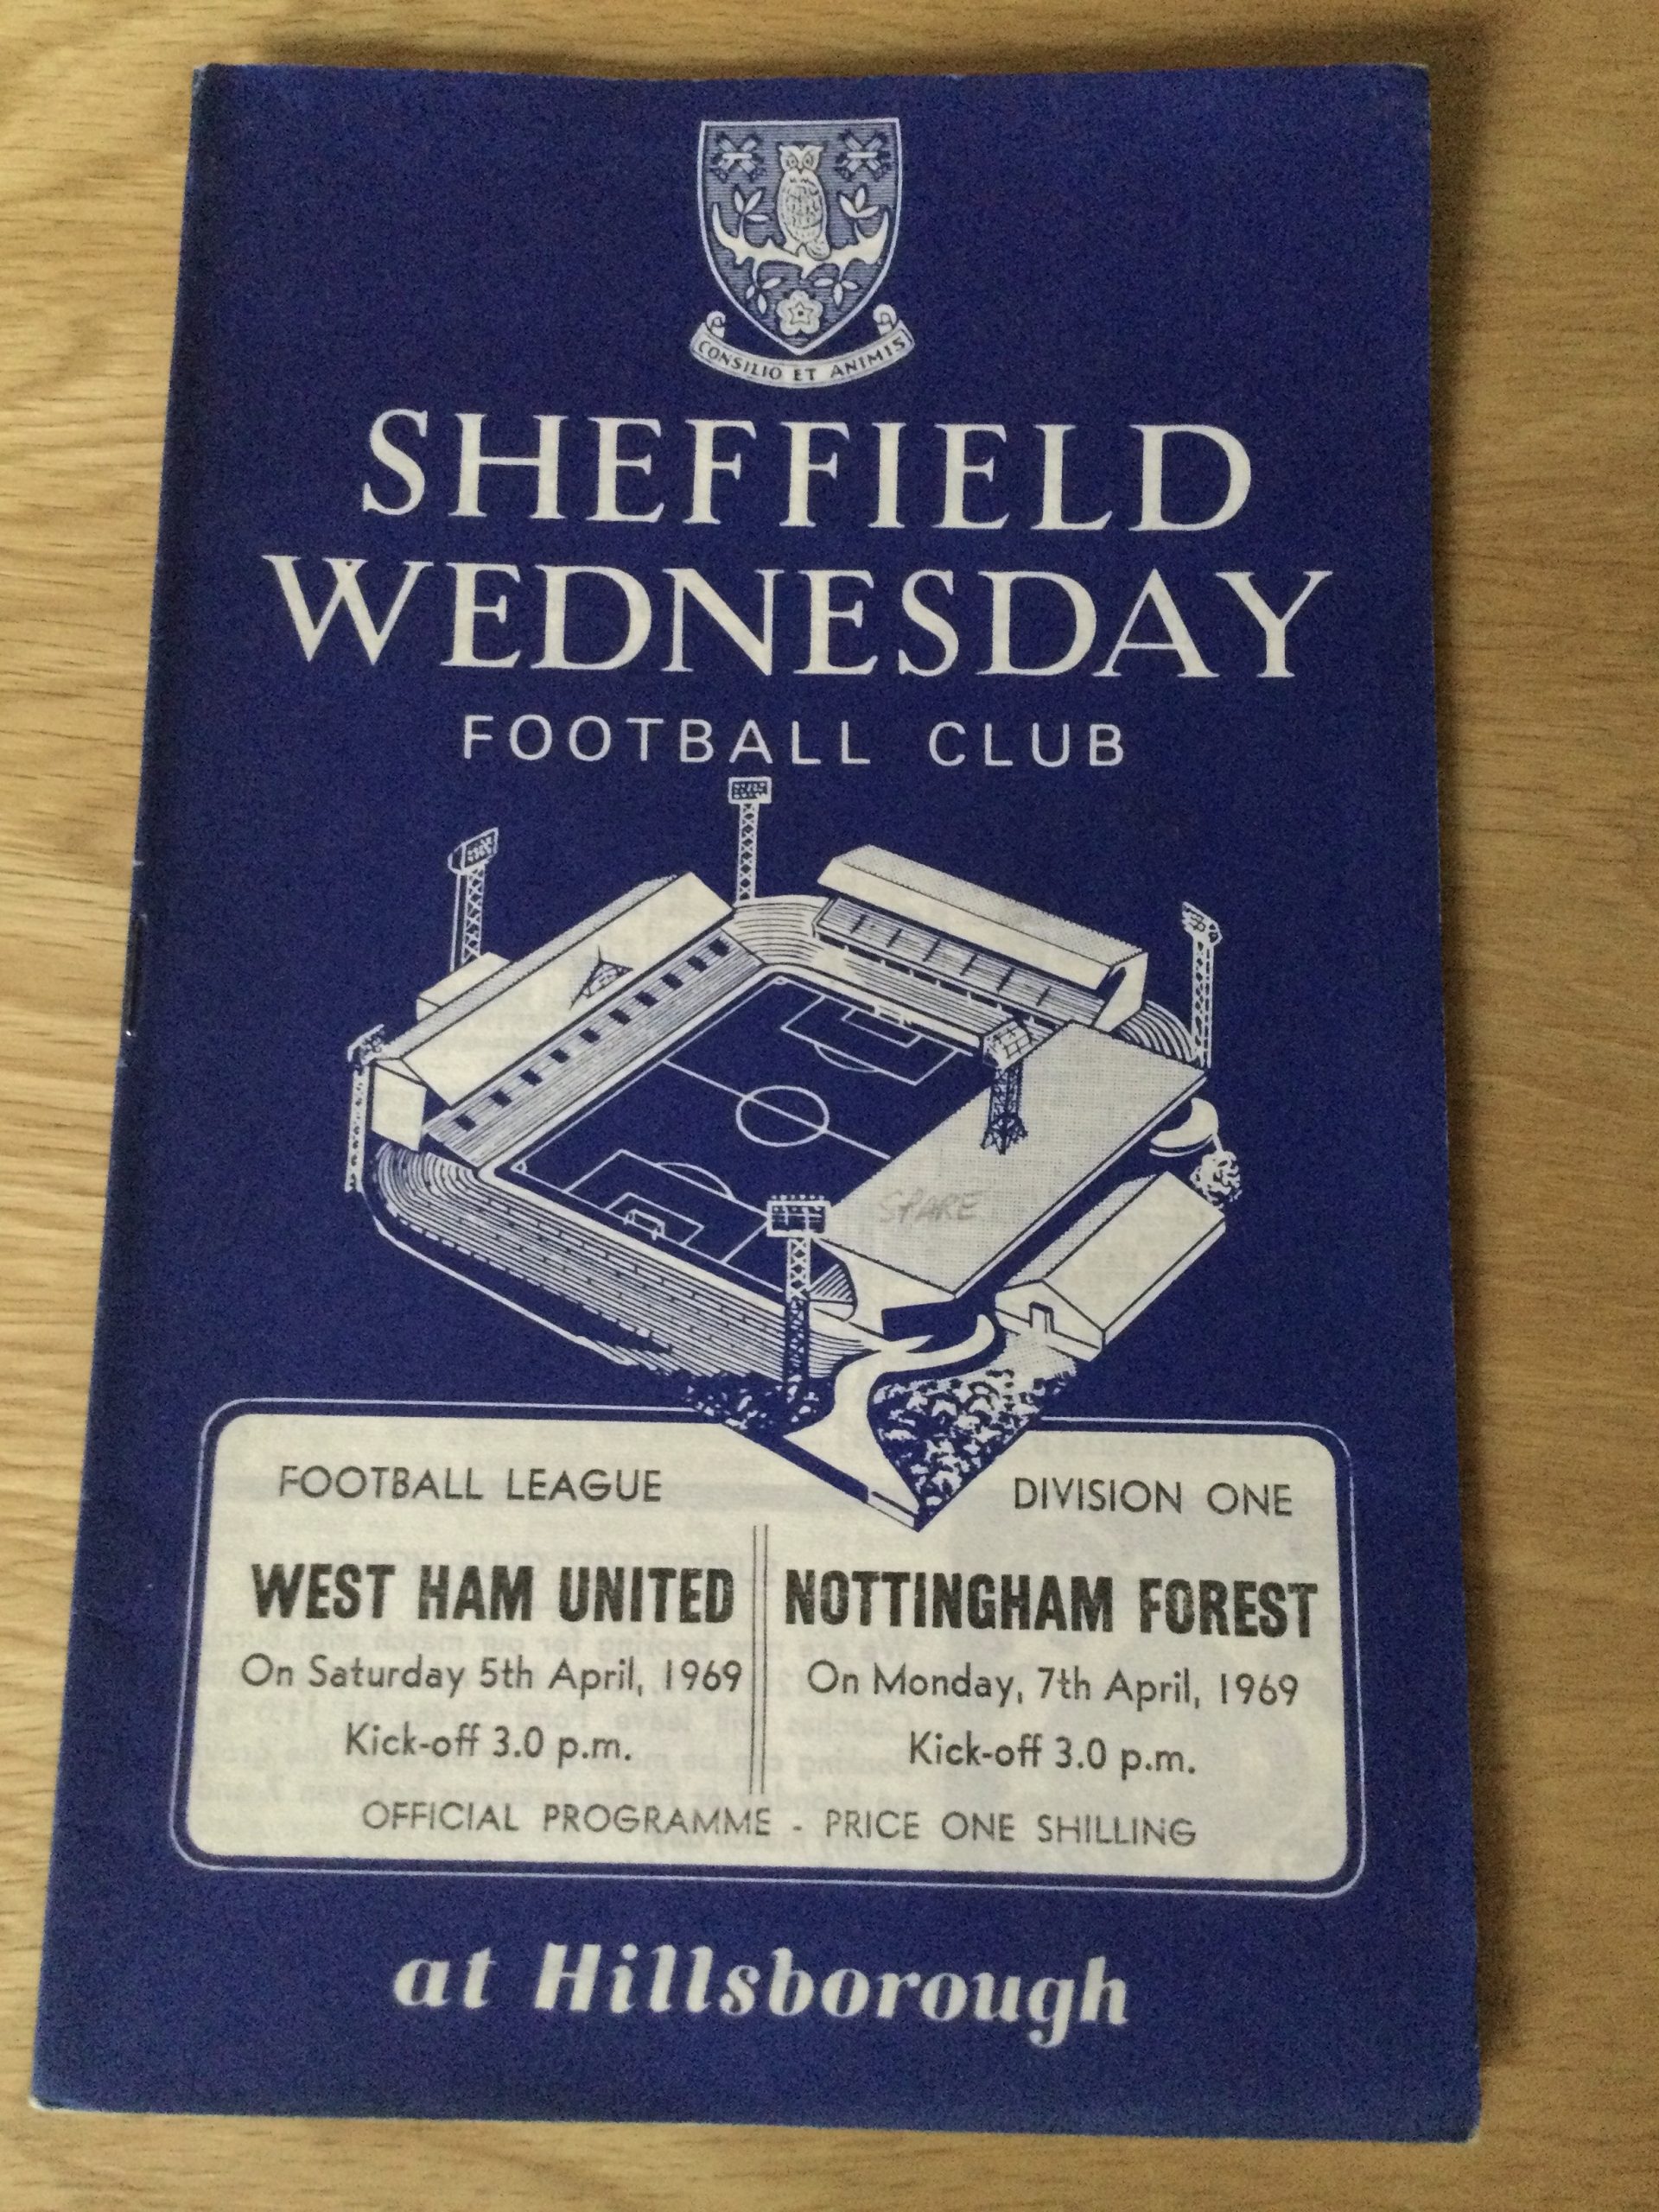 CONSILIO ET ANIMIS
SHEFFIELD
WEDNESDAY
FOOTBALL CLUB
SPARE
FOOTBALL LEAGUE
DIVISION ONE
WEST HAM UNITED
On Saturday 5th April, 1969
Kick-off 3.0 p.m.
NOTTINGHAM FOREST
On Monday, 7th April, 1969
Kick-off 3.0 p.m.
OFFICIAL PROGRAMME - PRICE ONE SHILLING
at Hillsborough